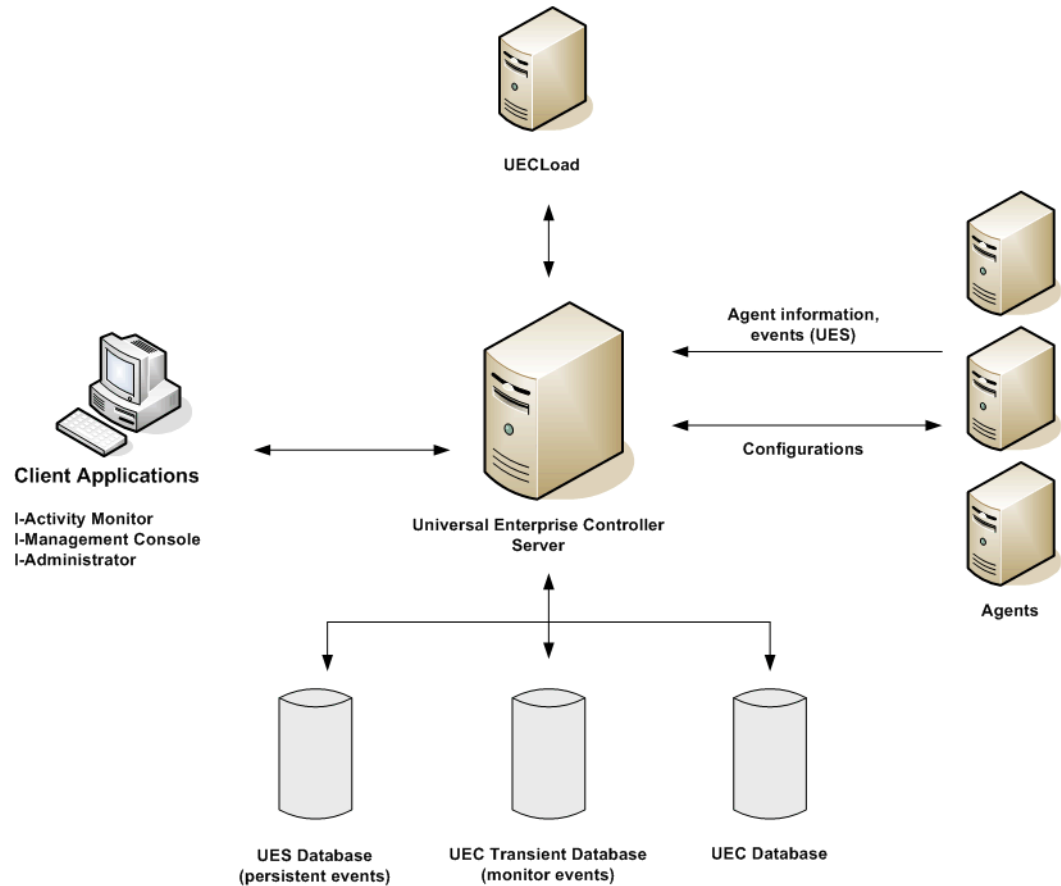 UECLoad
Agent information,
events (UES)
Configurations
Client Applications
I-Activity Monitor
I-Management Console
I-Administrator
Universal Enterprise Controller
Server
Agents
UES Database
(persistent events)
UEC Transient Database
(monitor events)
UEC Database